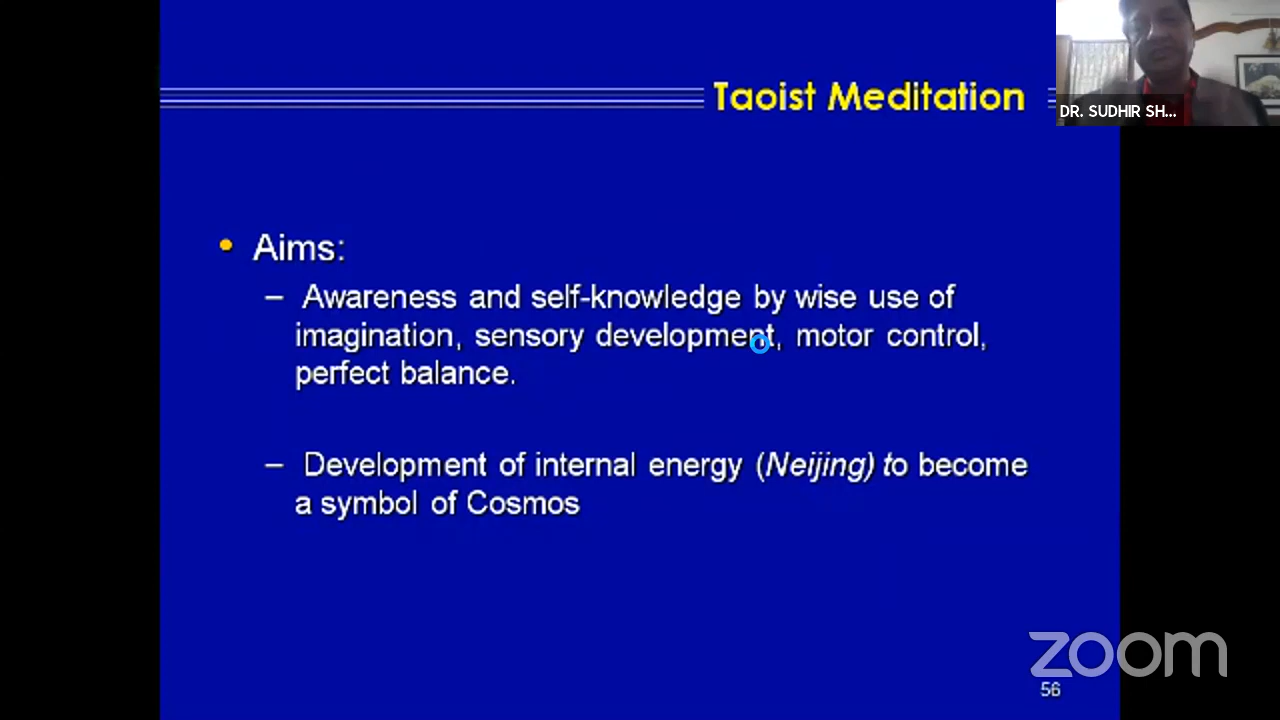 Taoist Meditation
DR. SUDHIR SH...
• Aims:
– Awareness and self-knowledge by wise use of
imagination, sensory development, motor control,
perfect balance.
– Development of internal energy (Neijing) to become
a symbol of Cosmos
zoom
56